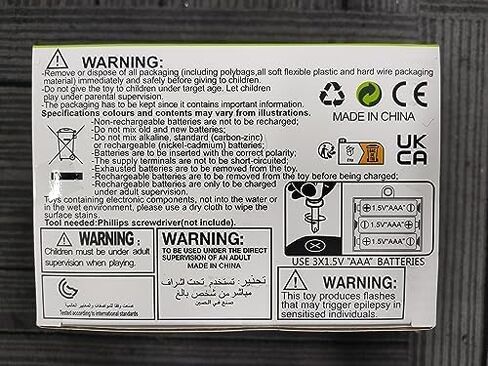 WARNING:
-Remove or dispose of all packaging (including polybags,all soft flexible plastic and hard wire packaging
material) immediately and safely before giving to children.
-Do not give the toy to children under target age. Let children
play under parental supervision.
-The packaging has to be kept since it contains important information.
Specifications colours and contents may vary from illustrations.
-Non-rechargeable batteries are not to be recharged;
-Do not mix old and new batteries;
-Do not mix alkaline, standard (carbon-zinc)
or rechargeable (nickel-cadmium) batteries;
-Batteries are to be inserted with the correct polarity;
-The supply terminals are not to be short-circuited;
-Exhausted batteries are to be removed from the toy.
-Rechargeable batteries are to be removed from the toy.
-Rechargeable batteries are only to be charged
under adult supervision.
Toys containing electronic components, not into the water or
in the wet environment, please use a dry cloth to wipe the
surface stains.
Tool needed:Phillips screwdriver(not include).
CE
MADE IN CHINA
UK
CA
1.5V"AAA"
1.5V"AAA"
1.5V"AAA"
USE 3X1.5V "AAA" BATTERIES
WARNING:
Children must be under adult
supervision when playing.
صنعت وفقا للمواصفات والمعايير العالمية
Tested according to international standards
WARNING:
TO BE USED UNDER THE DIRECT
SUPERVISION OF AN ADULT
MADE IN CHINA
تحذير: تستخدم تحت اشراف
مباشر من شخص بالغ
صنع في الصين
WARNING:
This toy produces flashes
that may trigger epilepsy in
sensitised individuals.